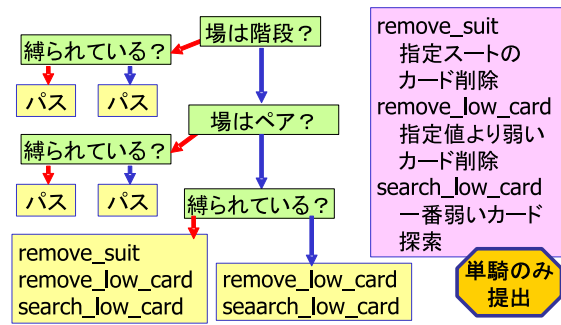 場は階段？
縛られている？
パス
パス
場はペア？
縛られている？
パス
パス
縛られている？
remove_suit
remove_low_card
search_low_card
remove_low_card
seaarch_low_card
remove_suit
指定スートの
カード削除
remove_low_card
指定値より弱い
カード削除
search_low_card
一番弱いカード
探索
単騎のみ
提出